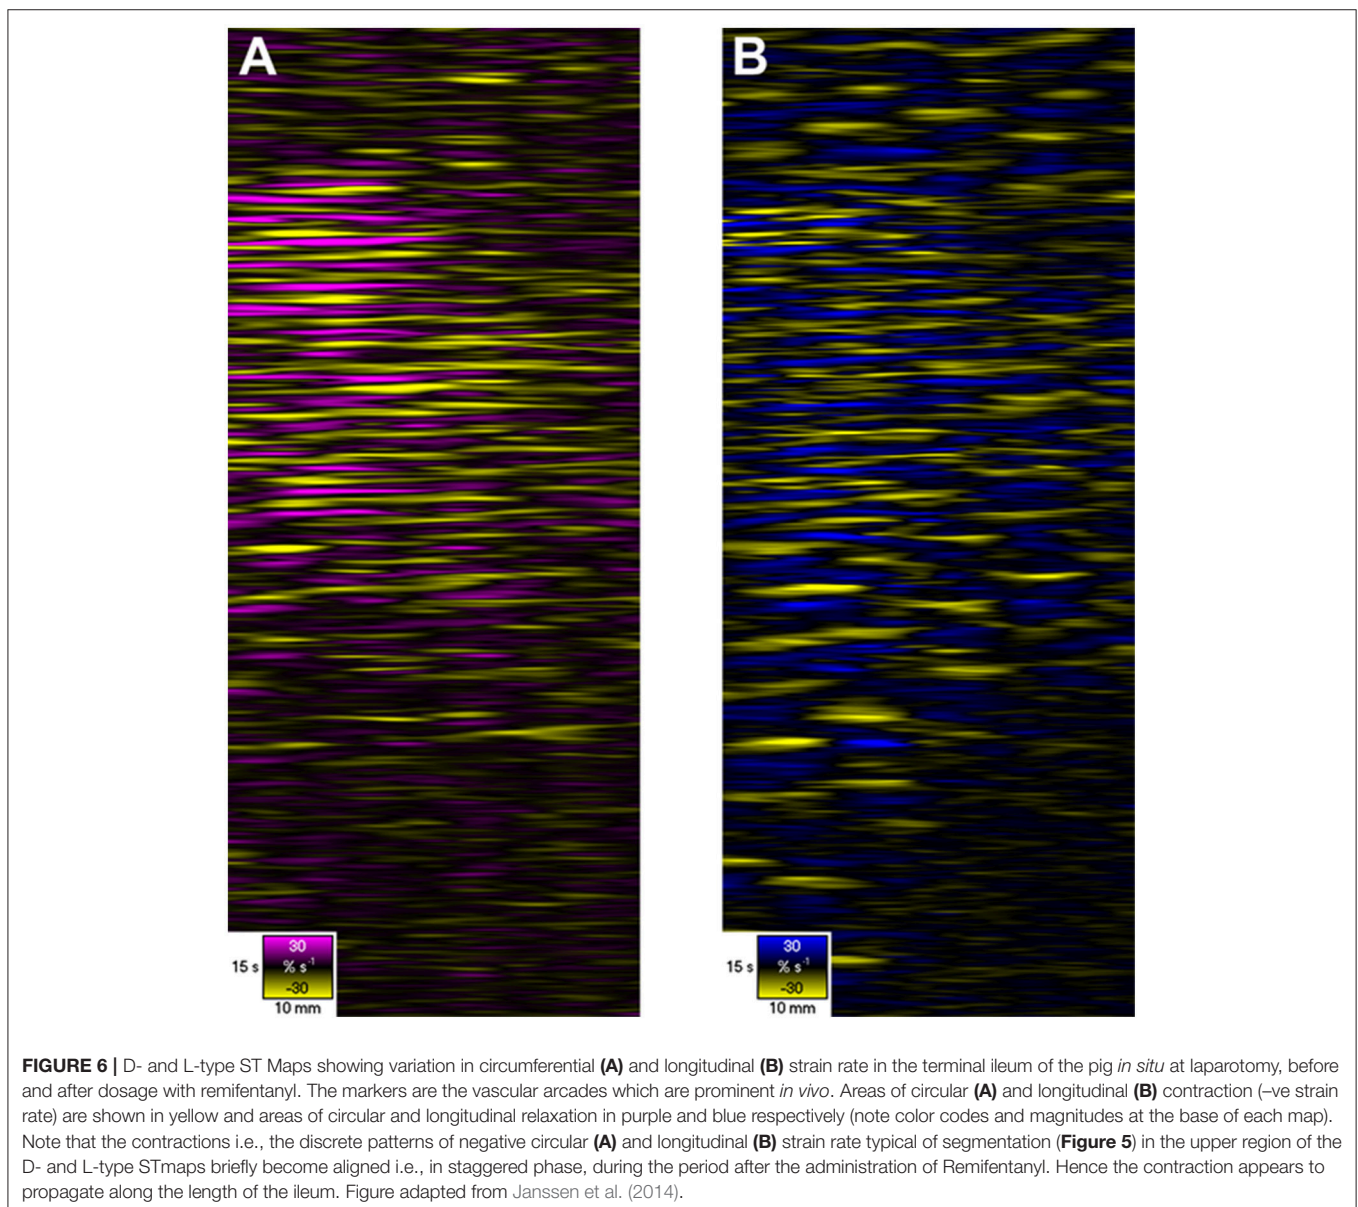 A
B
30
15 s
% s-1
-30
10 mm
30
15 s
% s-1
-30
10 mm
FIGURE 6 | D- and L-type ST Maps showing variation in circumferential (A) and longitudinal (B) strain rate in the terminal ileum of the pig in situ at laparotomy, before
and after dosage with remifentanyl. The markers are the vascular arcades which are prominent in vivo. Areas of circular (A) and longitudinal (B) contraction (–ve strain
rate) are shown in yellow and areas of circular and longitudinal relaxation in purple and blue respectively (note color codes and magnitudes at the base of each map).
Note that the contractions i.e., the discrete patterns of negative circular (A) and longitudinal (B) strain rate typical of segmentation (Figure 5) in the upper region of the
D- and L-type STmaps briefly become aligned i.e., in staggered phase, during the period after the administration of Remifentanyl. Hence the contraction appears to
propagate along the length of the ileum. Figure adapted from Janssen et al. (2014).